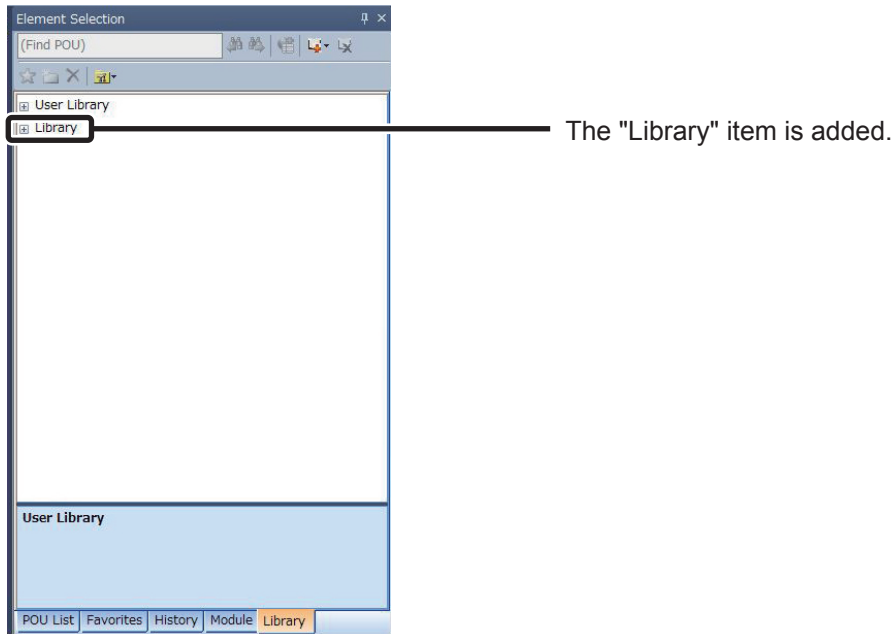 Element Selection
(Find POU)
User Library
Library
The "Library" item is added.
User Library
POU List Favorites History Module Library